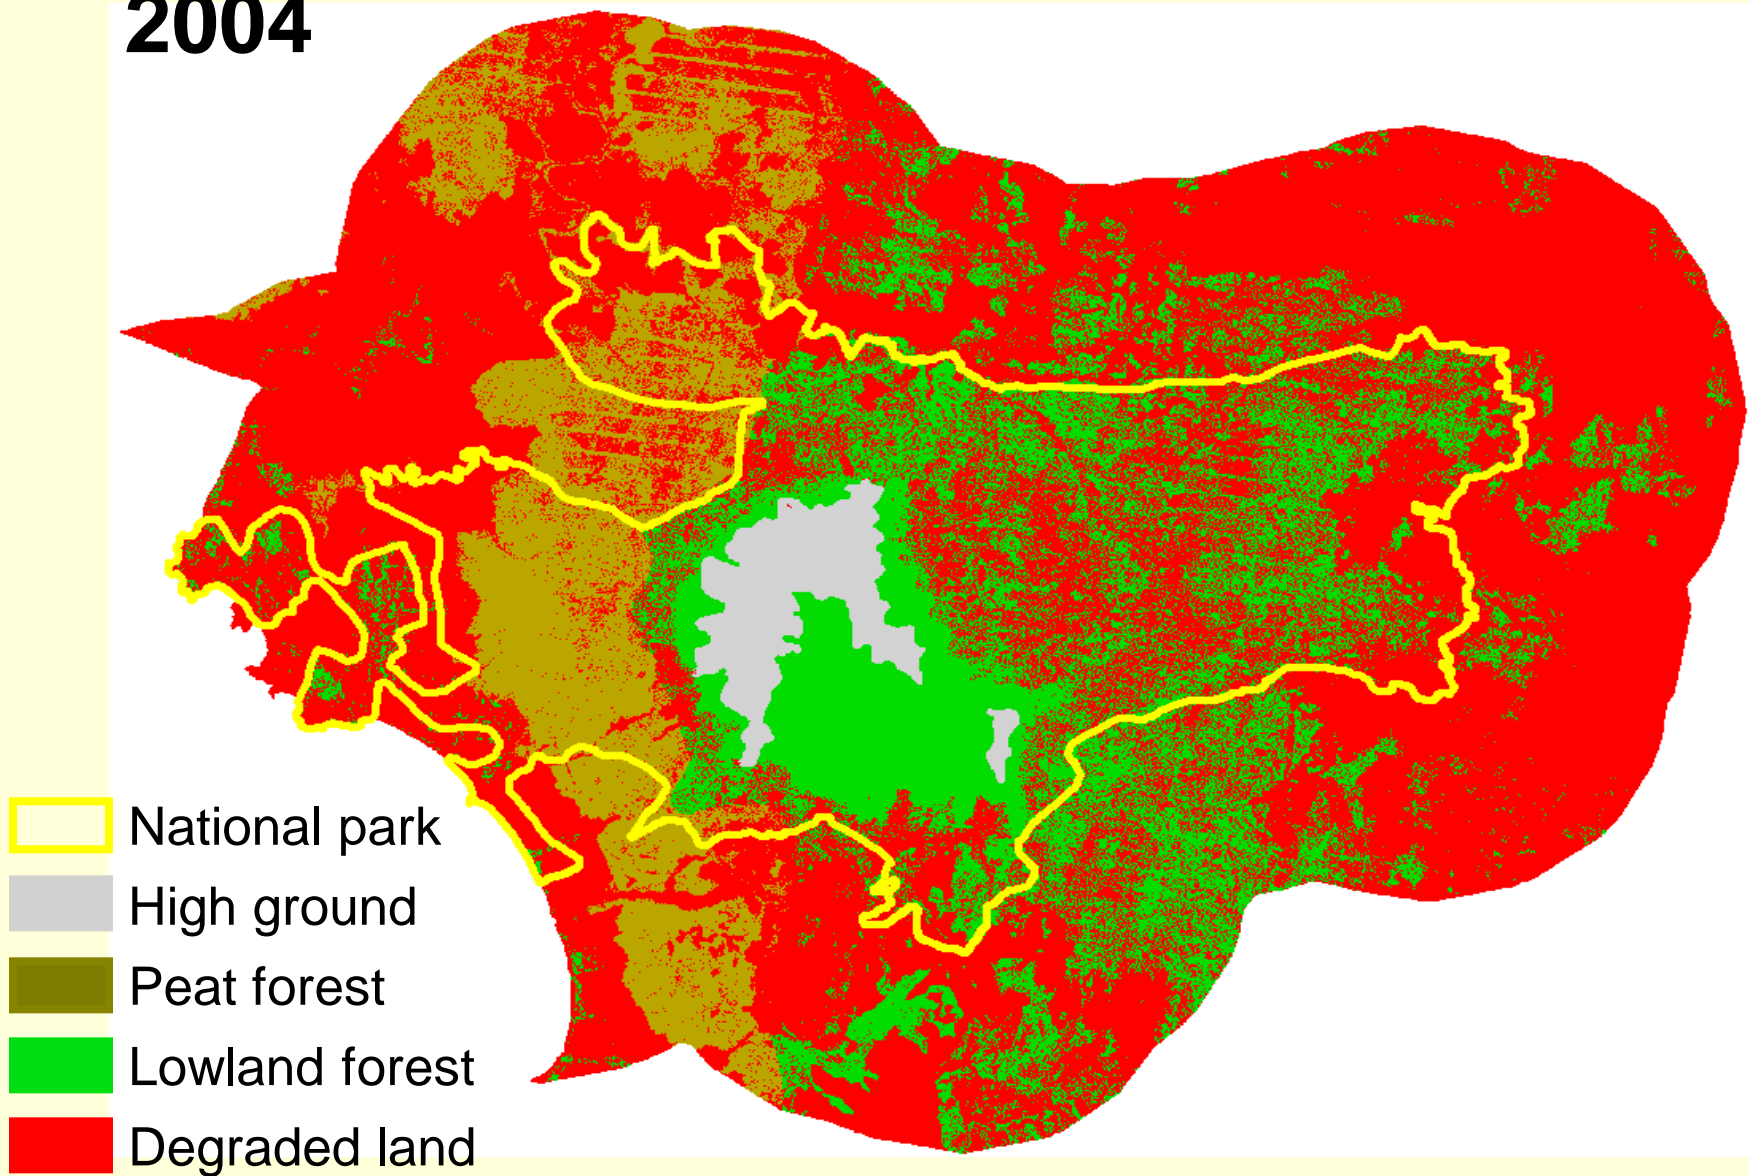 2004
National park
High ground
Peat forest
Lowland forest
Degraded land